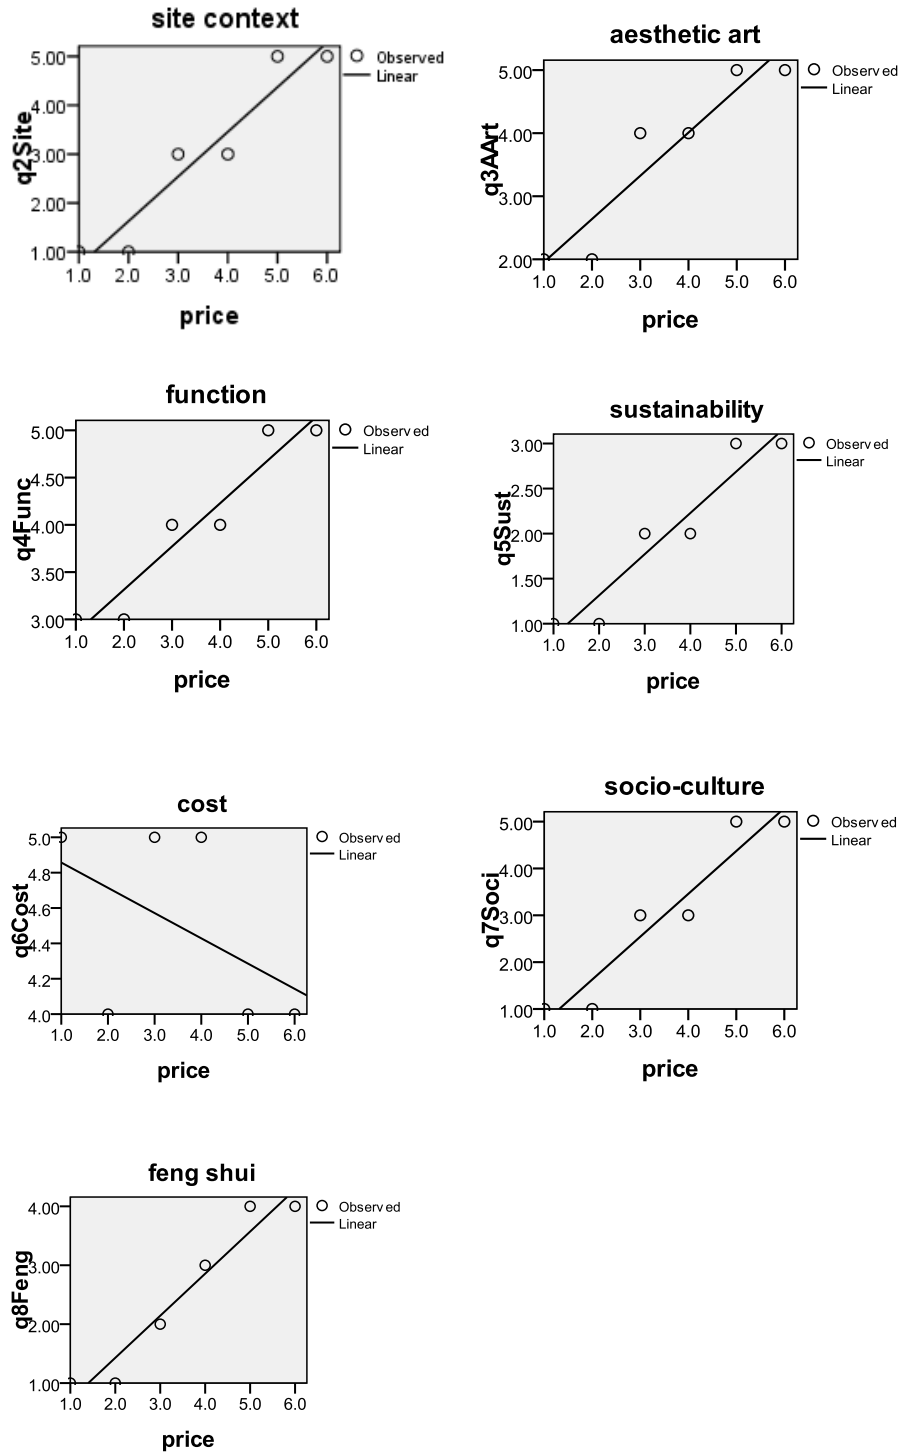 site context
5.00
4.00
3.00
2.00
1.00
q2Site
1.0 2.0 3.0 4.0 5.0 6.0
price
Observed
Linear
aesthetic art
5.00
4.00
3.00
2.00
q3AArt
1.0 2.0 3.0 4.0 5.0 6.0
price
Observed
Linear
function
5.00
4.50
4.00
3.50
3.00
q4Func
1.0 2.0 3.0 4.0 5.0 6.0
price
Observed
Linear
sustainability
3.00
2.50
2.00
1.50
1.00
q5Sust
1.0 2.0 3.0 4.0 5.0 6.0
price
Observed
Linear
cost
5.0
4.8
4.6
4.4
4.2
4.0
q6Cost
1.0 2.0 3.0 4.0 5.0 6.0
price
Observed
Linear
socio-culture
5.00
4.00
3.00
2.00
1.00
q7Soci
1.0 2.0 3.0 4.0 5.0 6.0
price
Observed
Linear
feng shui
4.00
3.00
2.00
1.00
q8Feng
1.0 2.0 3.0 4.0 5.0 6.0
price
Observed
Linear